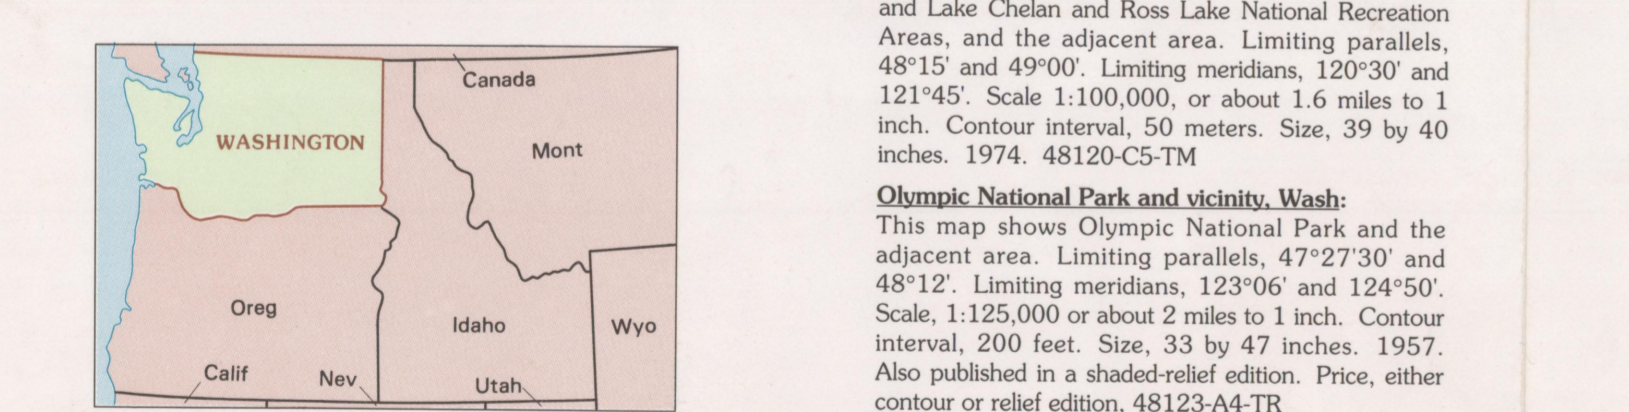 Canada
WASHINGTON
Mont
Oreg
Idaho
Wyo
Calif
Nev
Utah
and Lake Chelan and Ross Lake National Recreation
Areas, and the adjacent area. Limiting parallels,
48°15' and 49°00'. Limiting meridians, 120°30' and
121°45'. Scale 1:100,000, or about 1.6 miles to 1
inch. Contour interval, 50 meters. Size, 39 by 40
inches. 1974. 48120-C5-TM
Olympic National Park and vicinity, Wash:
This map shows Olympic National Park and the
adjacent area. Limiting parallels, 47°27'30' and
48°12'. Limiting meridians, 123°06' and 124°50'.
Scale, 1:125,000 or about 2 miles to 1 inch. Contour
interval, 200 feet. Size, 33 by 47 inches. 1957.
Also published in a shaded-relief edition. Price, either
contour or relief edition, 48123-A4-TR